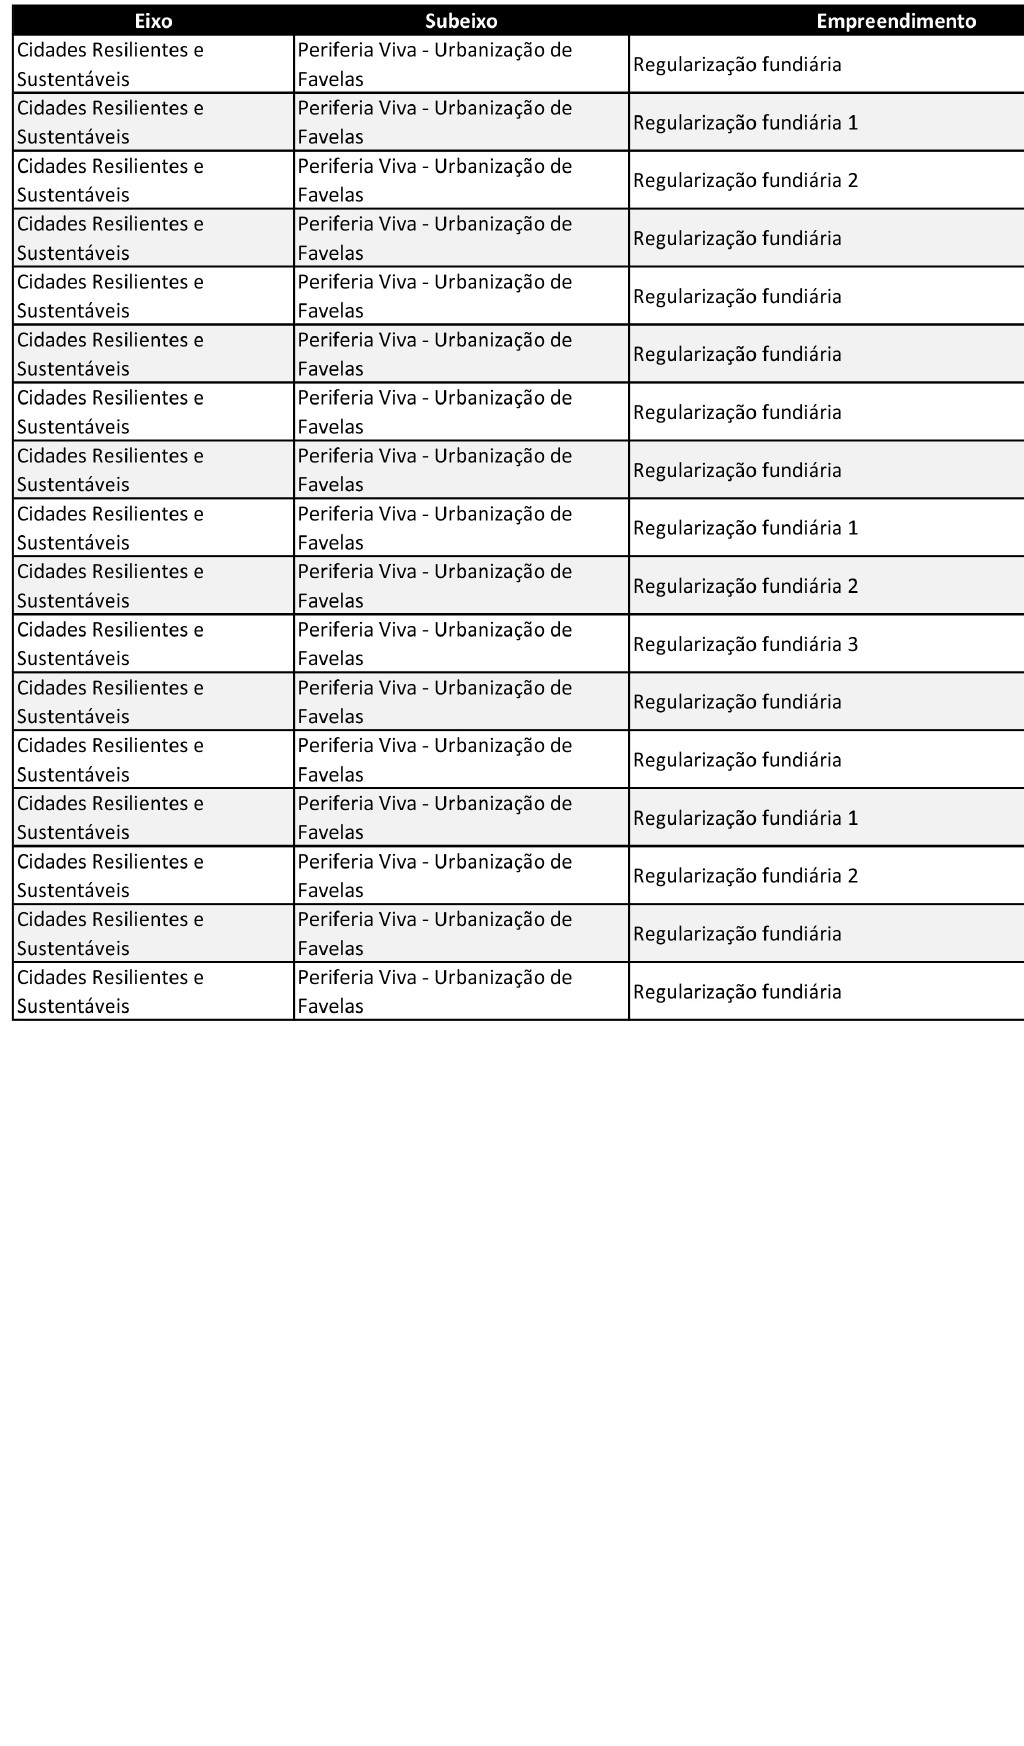 Eixo Subeixo Empreendimento
Cidades Resilientes e Sustentáveis Periferia Viva - Urbanização de Favelas Regularização fundiária
Cidades Resilientes e Sustentáveis Periferia Viva - Urbanização de Favelas Regularização fundiária 1
Cidades Resilientes e Sustentáveis Periferia Viva - Urbanização de Favelas Regularização fundiária 2
Cidades Resilientes e Sustentáveis Periferia Viva - Urbanização de Favelas Regularização fundiária
Cidades Resilientes e Sustentáveis Periferia Viva - Urbanização de Favelas Regularização fundiária
Cidades Resilientes e Sustentáveis Periferia Viva - Urbanização de Favelas Regularização fundiária
Cidades Resilientes e Sustentáveis Periferia Viva - Urbanização de Favelas Regularização fundiária
Cidades Resilientes e Sustentáveis Periferia Viva - Urbanização de Favelas Regularização fundiária
Cidades Resilientes e Sustentáveis Periferia Viva - Urbanização de Favelas Regularização fundiária 1
Cidades Resilientes e Sustentáveis Periferia Viva - Urbanização de Favelas Regularização fundiária 2
Cidades Resilientes e Sustentáveis Periferia Viva - Urbanização de Favelas Regularização fundiária 3
Cidades Resilientes e Sustentáveis Periferia Viva - Urbanização de Favelas Regularização fundiária
Cidades Resilientes e Sustentáveis Periferia Viva - Urbanização de Favelas Regularização fundiária
Cidades Resilientes e Sustentáveis Periferia Viva - Urbanização de Favelas Regularização fundiária 1
Cidades Resilientes e Sustentáveis Periferia Viva - Urbanização de Favelas Regularização fundiária 2
Cidades Resilientes e Sustentáveis Periferia Viva - Urbanização de Favelas Regularização fundiária
Cidades Resilientes e Sustentáveis Periferia Viva - Urbanização de Favelas Regularização fundiária